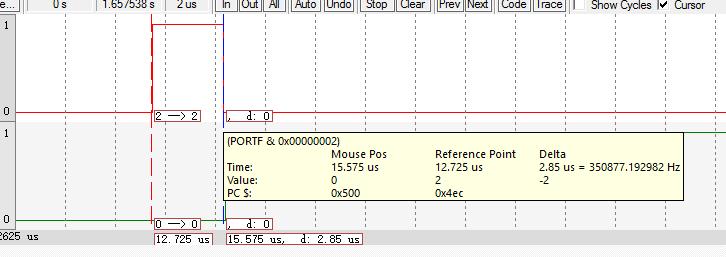 e... 0 s 1.657538 s 2 us In Out All Auto Undo Stop Clear Prev Next Code Trace Show Cycles Cursor
1
0
2 —> 2 , d: 0
1
(PORTF & 0x00000002)
Mouse Pos Reference Point Delta
Time: 15.575 us 12.725 us 2.85 us = 350877.192982 Hz
Value: 0 2 -2
PC $: 0x500 0x4ec
0
0 —> 0 , d: 0
2625 us 12.725 us 15.575 us, d: 2.85 us